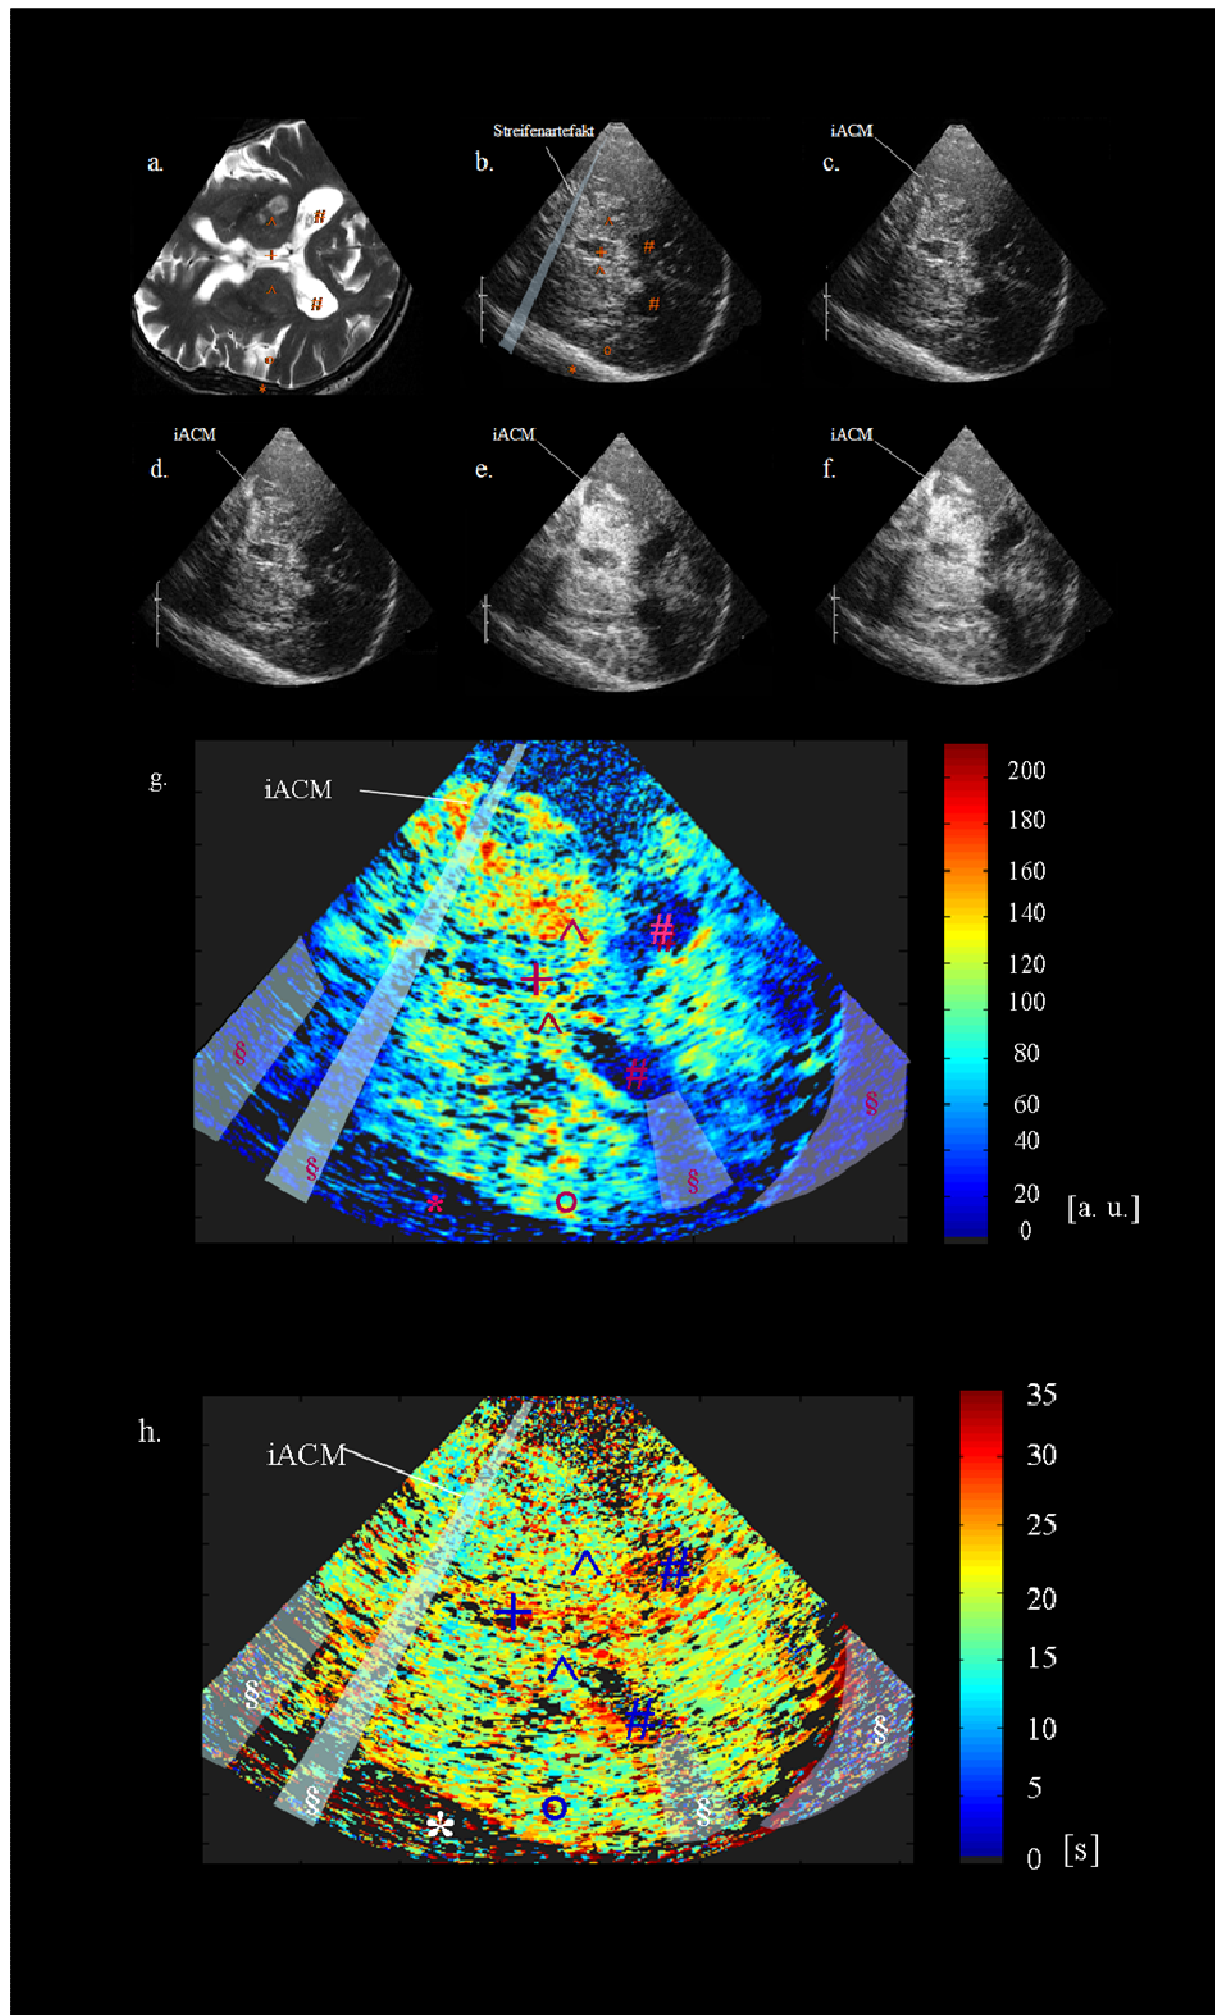 Streifenartefakt
iACM
a.
b.
c.
^
#
+
^
#
o
*
*
+
^
#
#
o
*
iACM
iACM
iACM
d.
e.
f.
g.
iACM
^
#
+
^
#
§
§
§
§
*
o
200
180
160
140
120
100
80
60
40
20
0
[a. u.]
h.
iACM
^
#
+
^
#
§
§
§
§
*
o
35
30
25
20
15
10
5
0
[s]